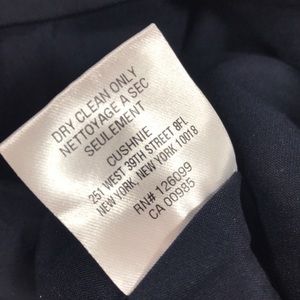 DRY CLEAN ONLY
NETTOYAGE A SEC
SEULEMENT
CUSHNIE
251 WEST 39TH STREET 8FL
NEW YORK, NEW YORK 10018
RN# 126099
CA 00985